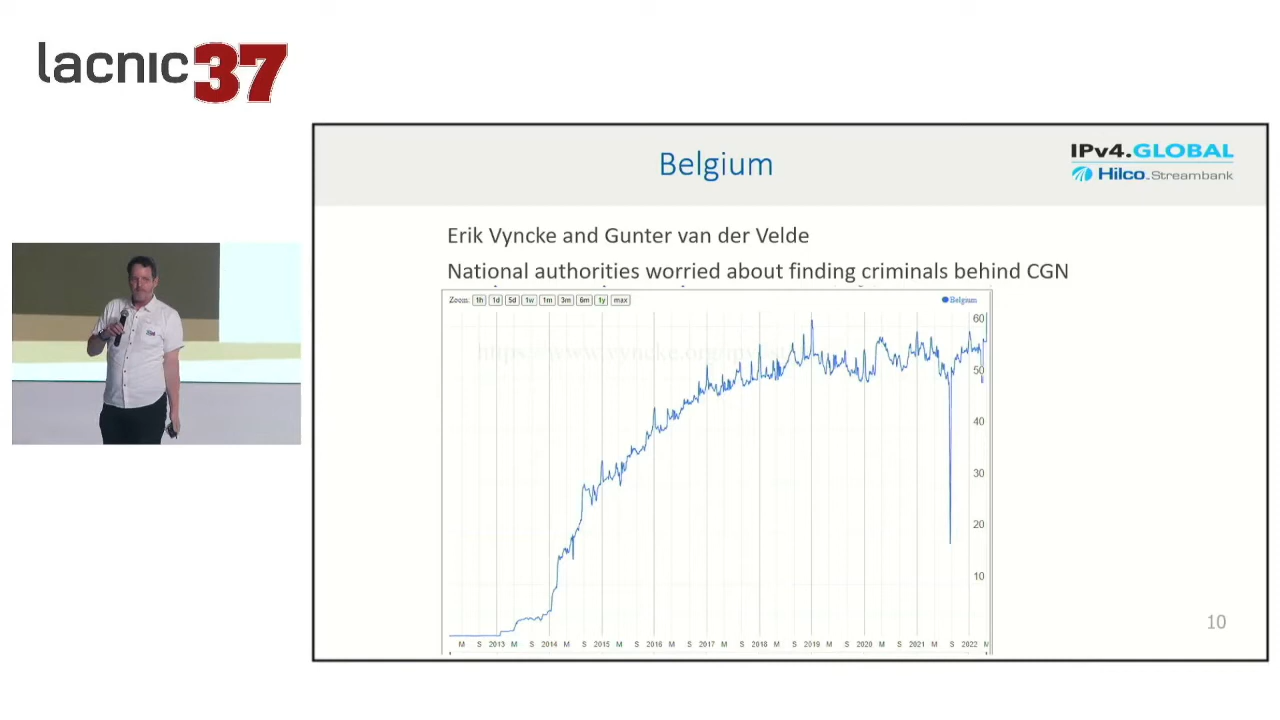 lacnic37
Belgium
IPv4.GLOBAL
Hilco Streambank
Erik Vyncke and Gunter van der Velde
National authorities worried about finding criminals behind CGN
Zoom: 1h 1d 5d 1w 1m 3m 6m 1y max
Belgium
60
50
40
30
20
10
M S 2013 M S 2014 M S 2015 M S 2016 M S 2017 M S 2018 M S 2019 M S 2020 M S 2021 M S 2022 M
10